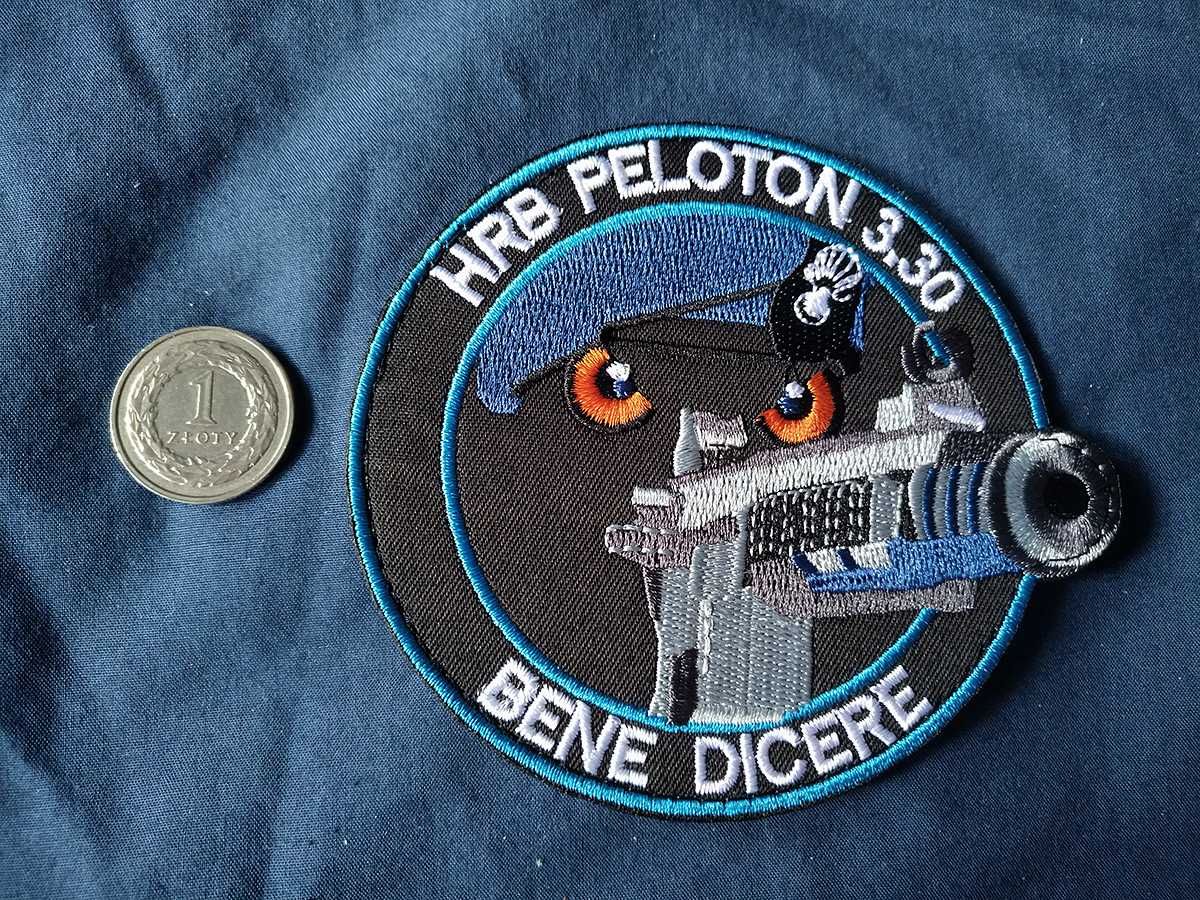 HRB PELOTON 3.30
1
ZŁOTY
BENE DICERE